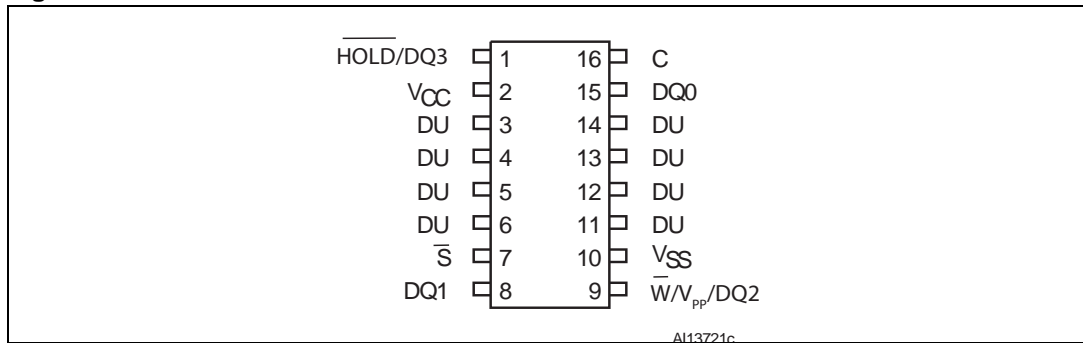 HOLD/DQ3 1 16 C
VCC 2 15 DQ0
DU 3 14 DU
DU 4 13 DU
DU 5 12 DU
DU 6 11 DU
S 7 10 VSS
DQ1 8 9 W/VPP/DQ2
AI13721c